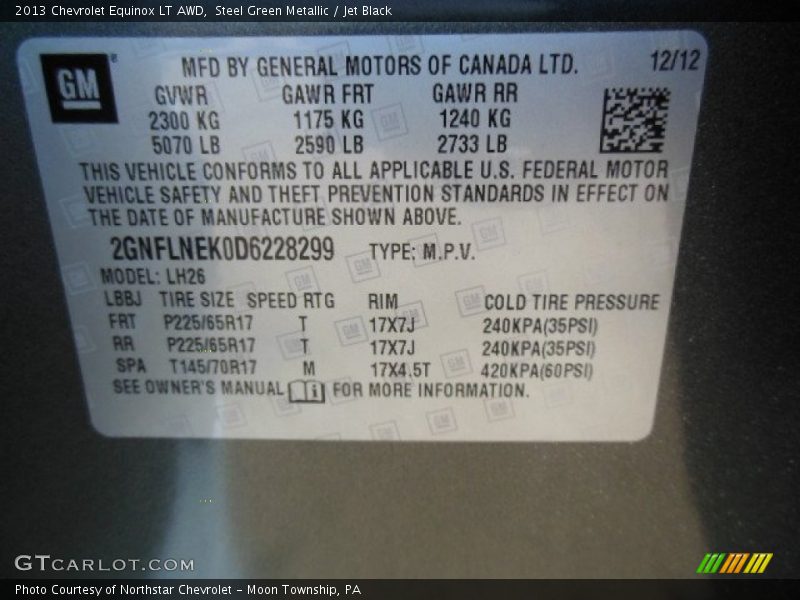 2013 Chevrolet Equinox LT AWD,  Steel Green Metallic / Jet Black
GM
MFD BY GENERAL MOTORS OF CANADA LTD. 12/12
GVWR GAWR FRT GAWR RR
2300 KG 1175 KG 1240 KG
5070 LB 2590 LB 2733 LB
THIS VEHICLE CONFORMS TO ALL APPLICABLE U.S. FEDERAL MOTOR
VEHICLE SAFETY AND THEFT PREVENTION STANDARDS IN EFFECT ON
THE DATE OF MANUFACTURE SHOWN ABOVE.
2GNFLNEK0D6228299 TYPE: M.P.V.
MODEL: LH26
LBBJ TIRE SIZE SPEED RTG RIM COLD TIRE PRESSURE
FRT P225/65R17 T 17X7J 240KPA(35PSI)
RR P225/65R17 T 17X7J 240KPA(35PSI)
SPA T145/70R17 M 17X4.5T 420KPA(60PSI)
SEE OWNER'S MANUAL i FOR MORE INFORMATION.
GTCARLOT.COM
Photo Courtesy of Northstar Chevrolet - Moon Township, PA